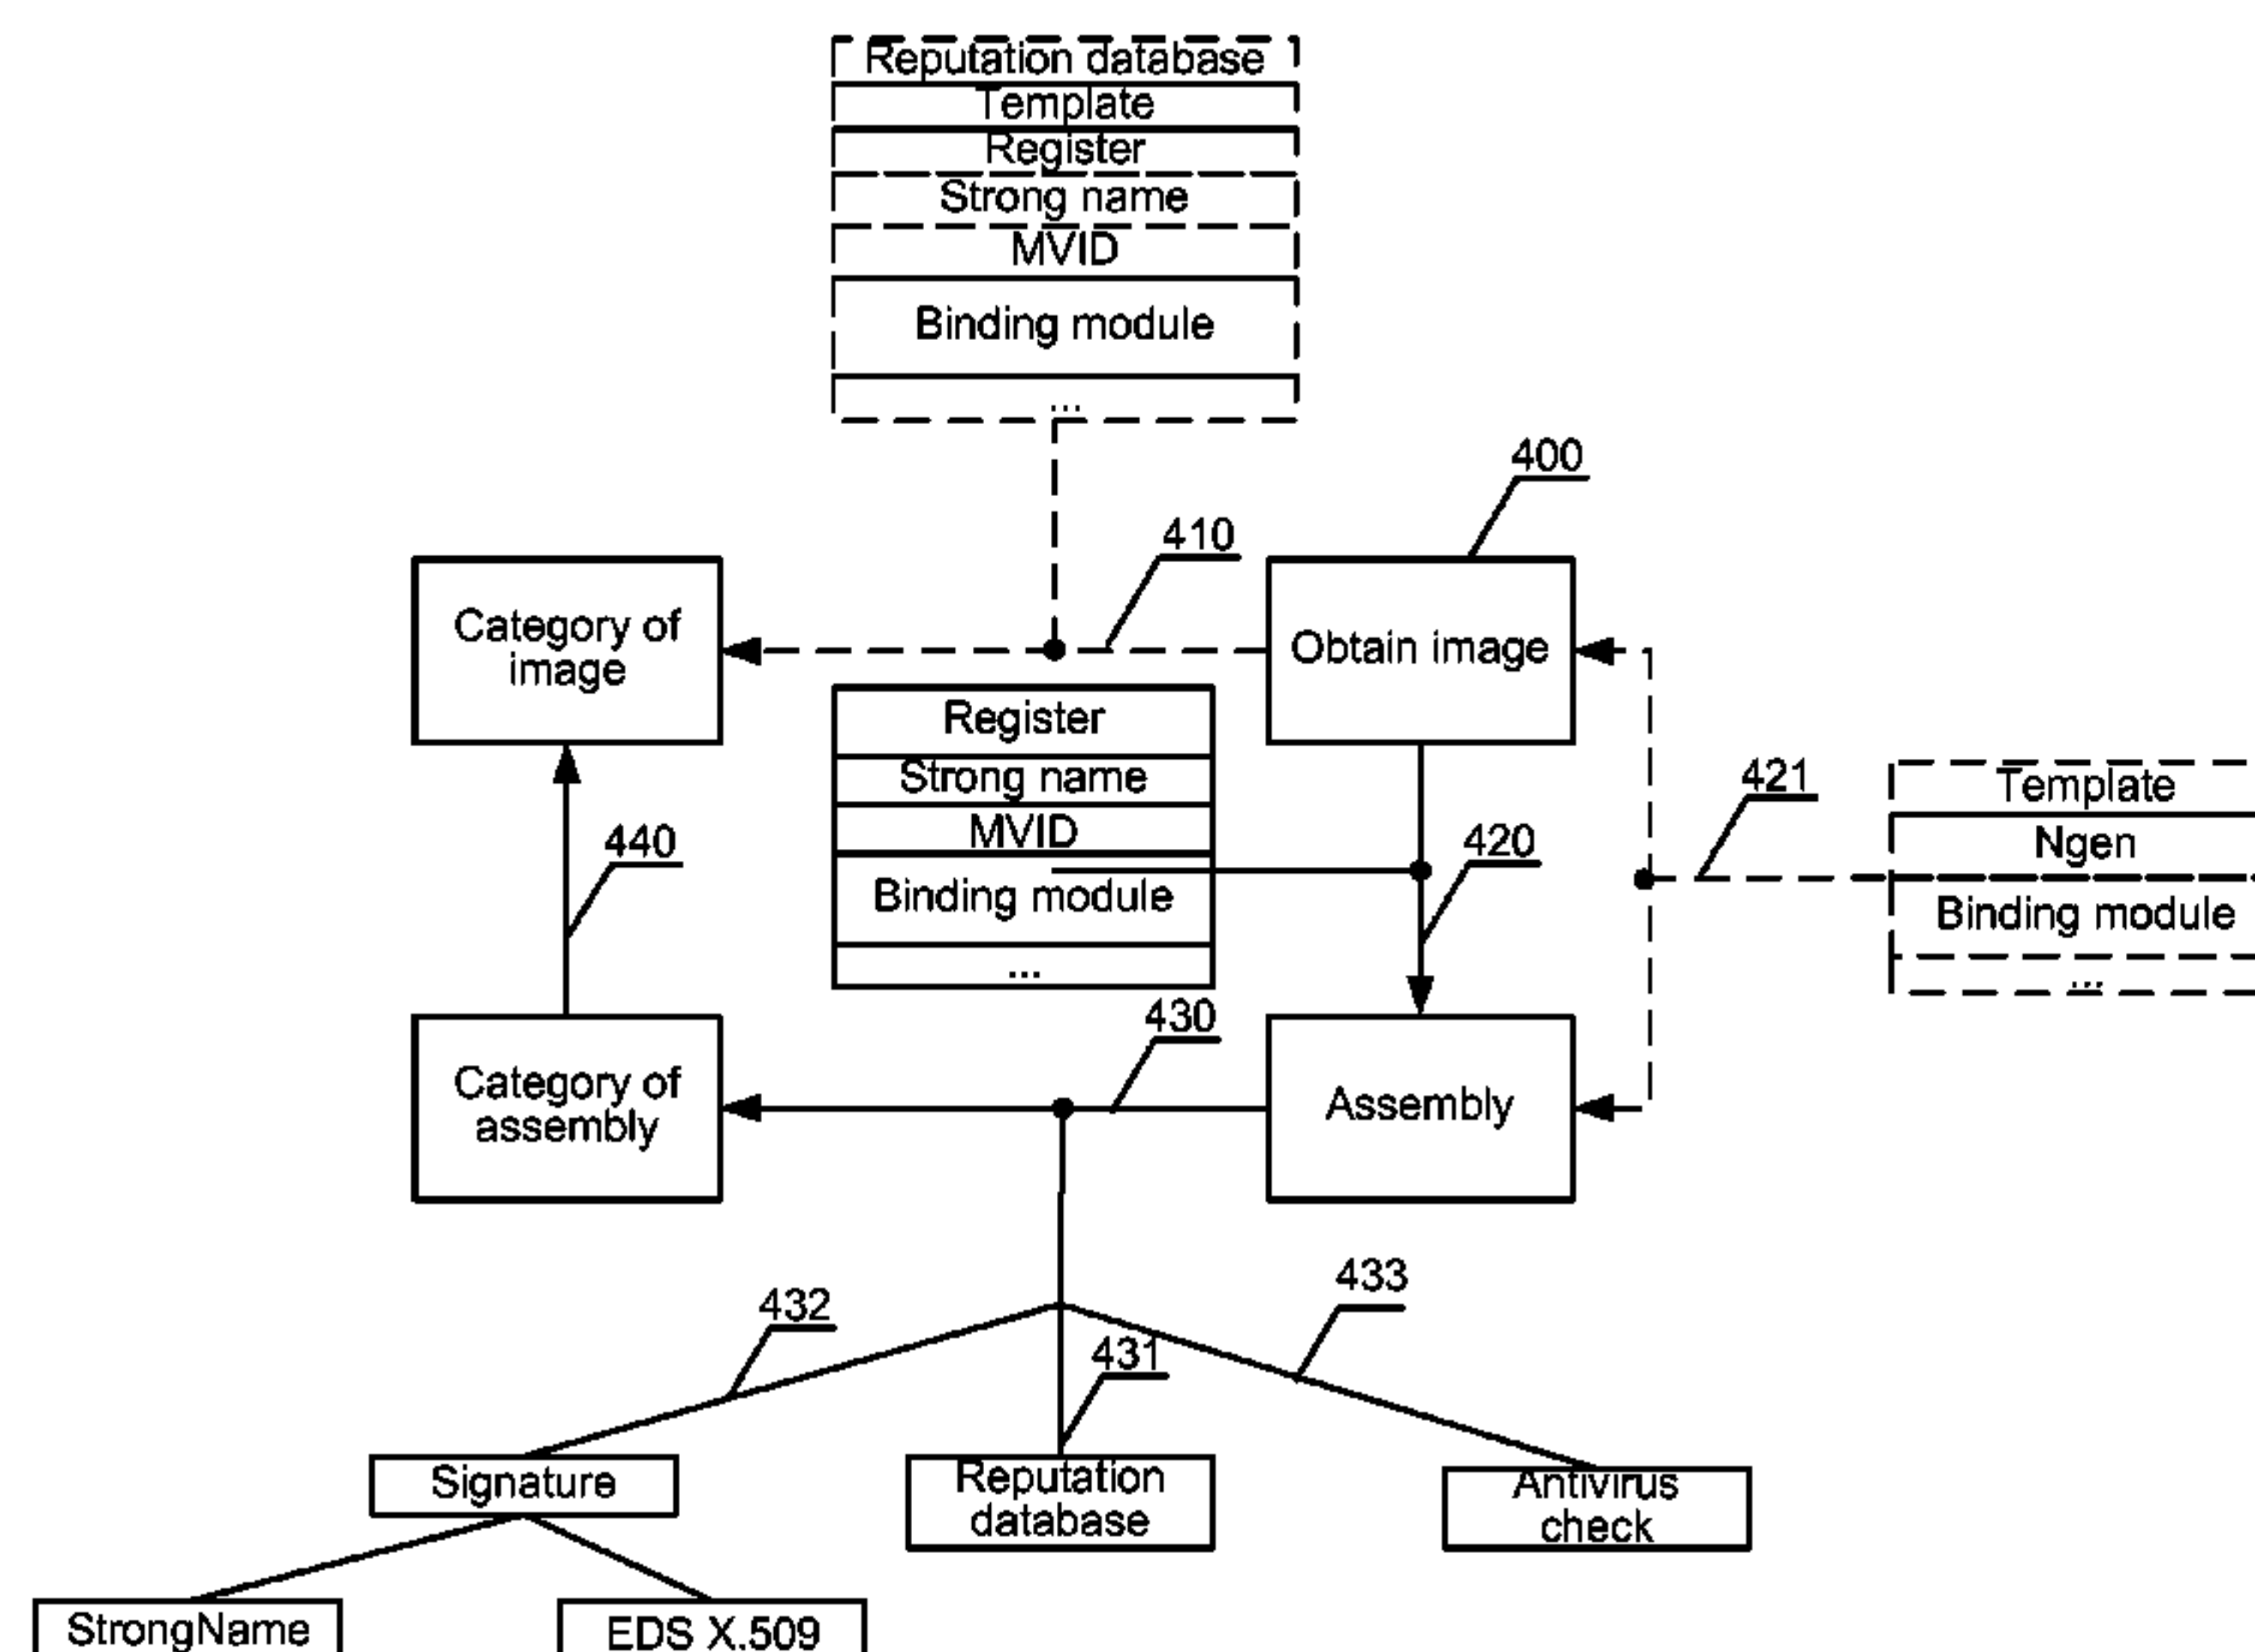 Reputation database
Template
Register
Strong name
MVID
Binding module
...
400
410
Category of
image
Obtain image
Register
Strong name
MVID
Binding module
...
421
Template
Ngen
Binding module
...
440
420
430
Category of
assembly
Assembly
432
431
433
Signature
Reputation
database
Antivirus
check
StrongName
EDS X.509